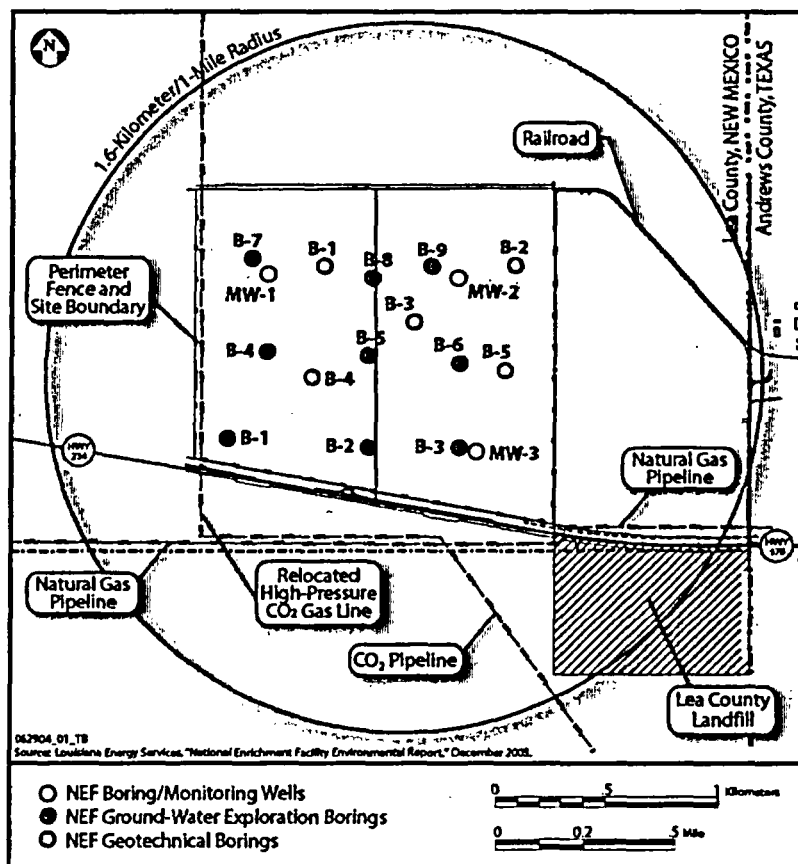 N
1.6-Kilometer/1-Mile Radius
Lea County, NEW MEXICO
Andrews County, TEXAS
Railroad
B-7
B-1
B-8
B-9
B-2
Perimeter
Fence and
Site Boundary
MW-1
MW-2
B-3
B-4
B-5
B-6
B-5
B-4
B-1
B-2
B-3
MW-3
HWY
234
Natural Gas
Pipeline
HWY
Natural Gas
Pipeline
Relocated
High-Pressure
CO₂ Gas Line
CO₂ Pipeline
Lea County
Landfill
062904_01_TB
Source: Louisiana Energy Services, "National Enrichment Facility Environmental Report," December 2003.
NEF Boring/Monitoring Wells
NEF Ground-Water Exploration Borings
NEF Geotechnical Borings
0 .5 1 Kilometers
0 0.2 .5 Mile